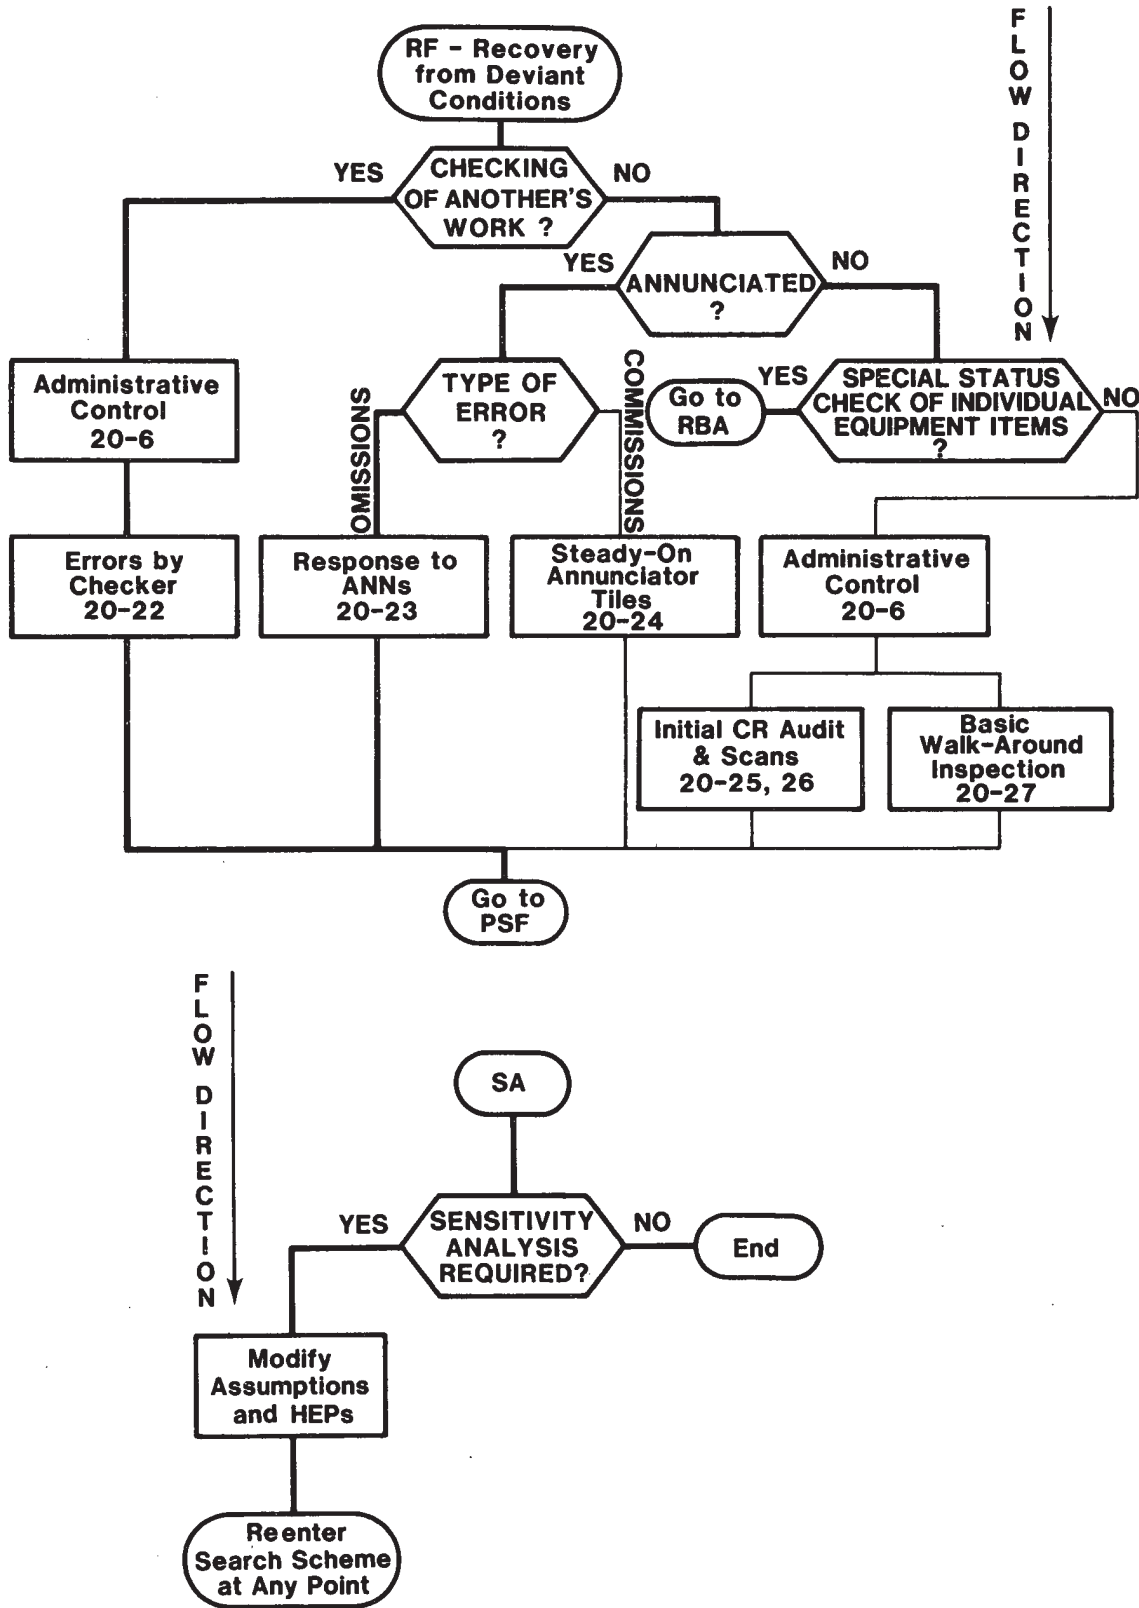 RF - Recovery
from Deviant
Conditions
FLOW DIRECTION
YES
CHECKING
OF ANOTHER'S
WORK ?
NO
YES
ANNUNCIATED
?
NO
Administrative
Control
20-6
OMISSIONS
TYPE OF
ERROR
?
COMMISSIONS
Go to
RBA
YES
SPECIAL STATUS
CHECK OF INDIVIDUAL
EQUIPMENT ITEMS
?
NO
Errors by
Checker
20-22
Response to
ANNs
20-23
Steady-On
Annunciator
Tiles
20-24
Administrative
Control
20-6
Initial CR Audit
& Scans
20-25, 26
Basic
Walk-Around
Inspection
20-27
Go to
PSF
FLOW DIRECTION
SA
YES
SENSITIVITY
ANALYSIS
REQUIRED?
NO
End
Modify
Assumptions
and HEPs
Reenter
Search Scheme
at Any Point